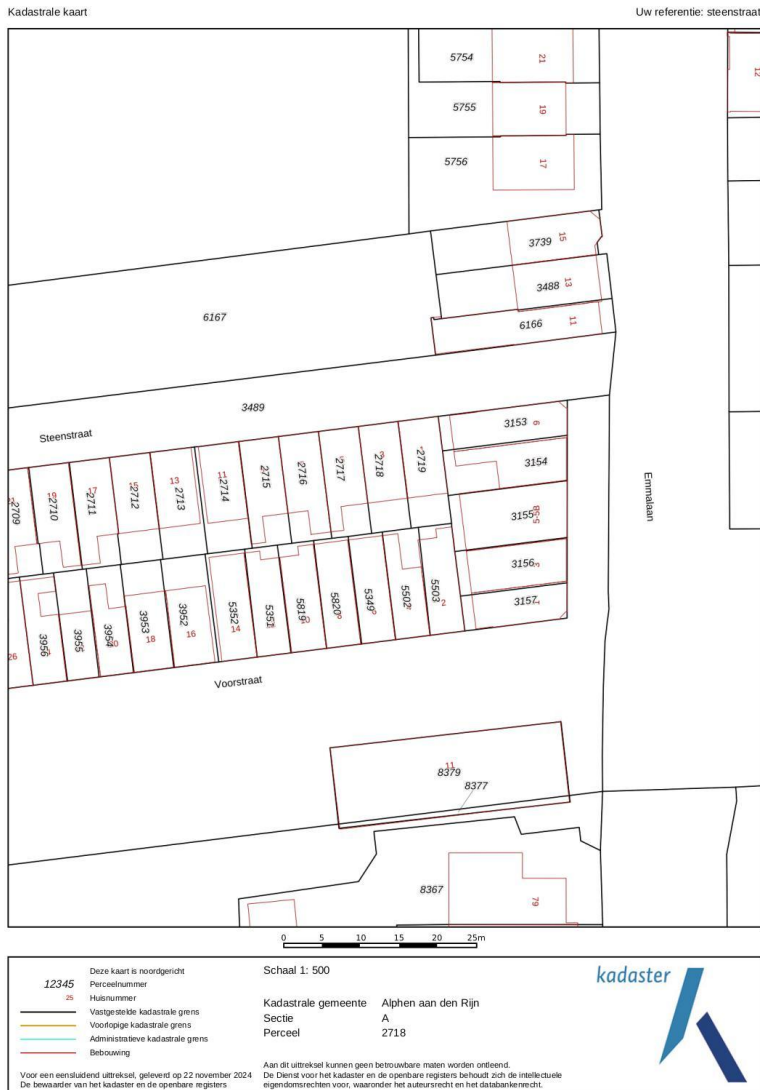 Kadastrale kaart
Uw referentie: steenstraat
5754
21
5755
19
5756
17
12
3739
15
3488
13
6166
11
6167
3489
Steenstraat
Emmalaan
3153
3154
3155
3156
3157
2709
19
2710
17
2711
15
2712
13
2713
11
2714
2715
2716
2717
2718
2719
26
3956
3955
3954
3953
18
3952
16
5352
14
5351
5819
10
5820
5349
5502
5503
2
Voorstraat
11
8379
8377
8367
79
0 5 10 15 20 25m
Deze kaart is noordgericht
12345 Perceelnummer
25 Huisnummer
Vastgestelde kadastrale grens
Voorlopige kadastrale grens
Administratieve kadastrale grens
Bebouwing
Voor een eensluidend uittreksel, geleverd op 22 november 2024
De bewaarder van het kadaster en de openbare registers
Schaal 1: 500
Kadastrale gemeente Alphen aan den Rijn
Sectie A
Perceel 2718
Aan dit uittreksel kunnen geen betrouwbare maten worden ontleend.
De Dienst voor het kadaster en de openbare registers behoudt zich de intellectuele
eigendomsrechten voor, waaronder het auteursrecht en het databankenrecht.
kadaster